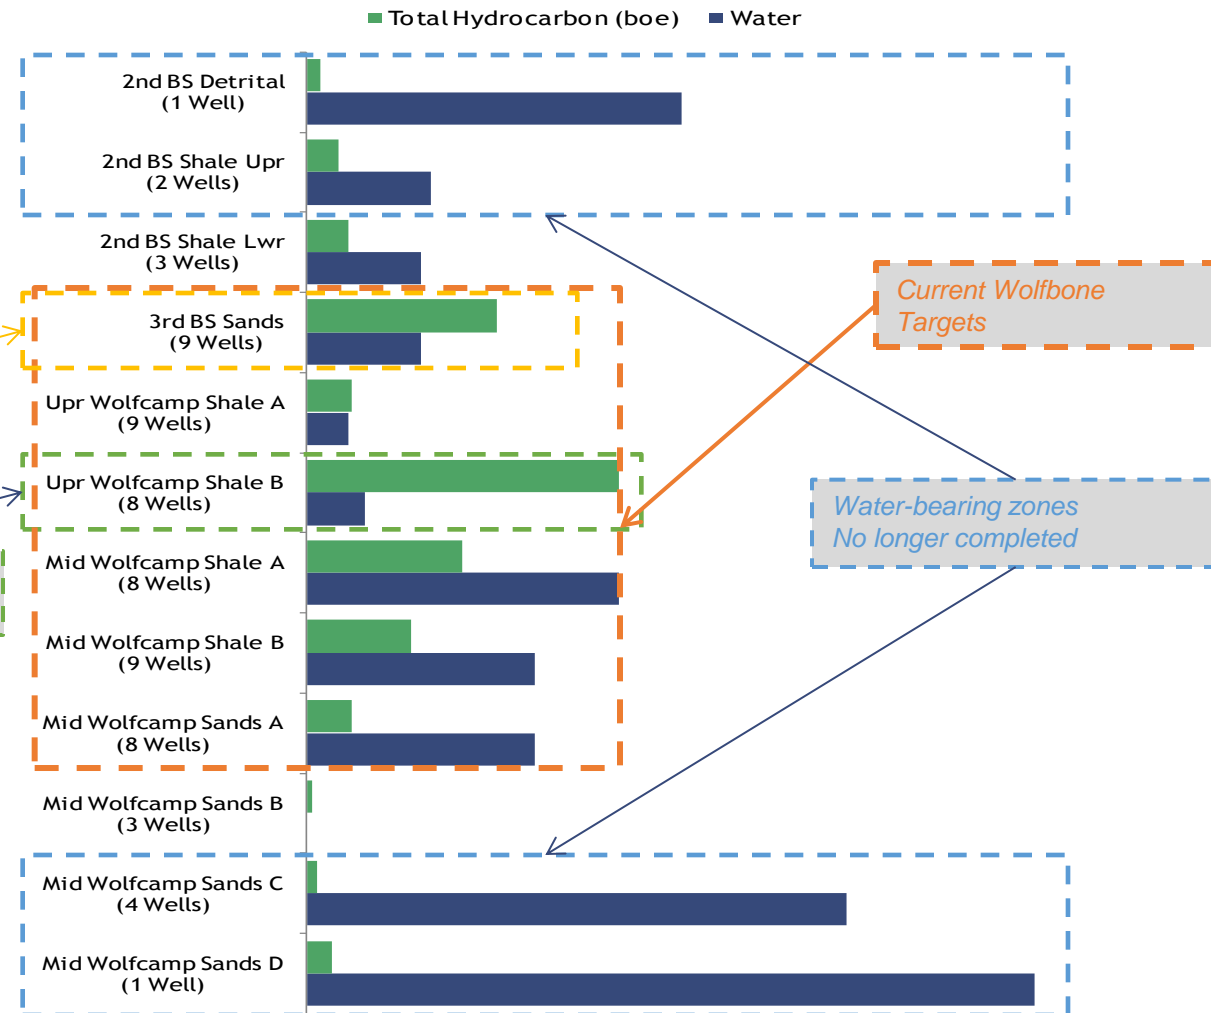 Total Hydrocarbon (boe) Water
2nd BS Detrital
(1 Well)
2nd BS Shale Upr
(2 Wells)
2nd BS Shale Lwr
(3 Wells)
3rd BS Sands
(9 Wells)
Upr Wolfcamp Shale A
(9 Wells)
Upr Wolfcamp Shale B
(8 Wells)
Mid Wolfcamp Shale A
(8 Wells)
Mid Wolfcamp Shale B
(9 Wells)
Mid Wolfcamp Sands A
(8 Wells)
Mid Wolfcamp Sands B
(3 Wells)
Mid Wolfcamp Sands C
(4 Wells)
Mid Wolfcamp Sands D
(1 Well)
Current Wolfbone
Targets
Water-bearing zones
No longer completed